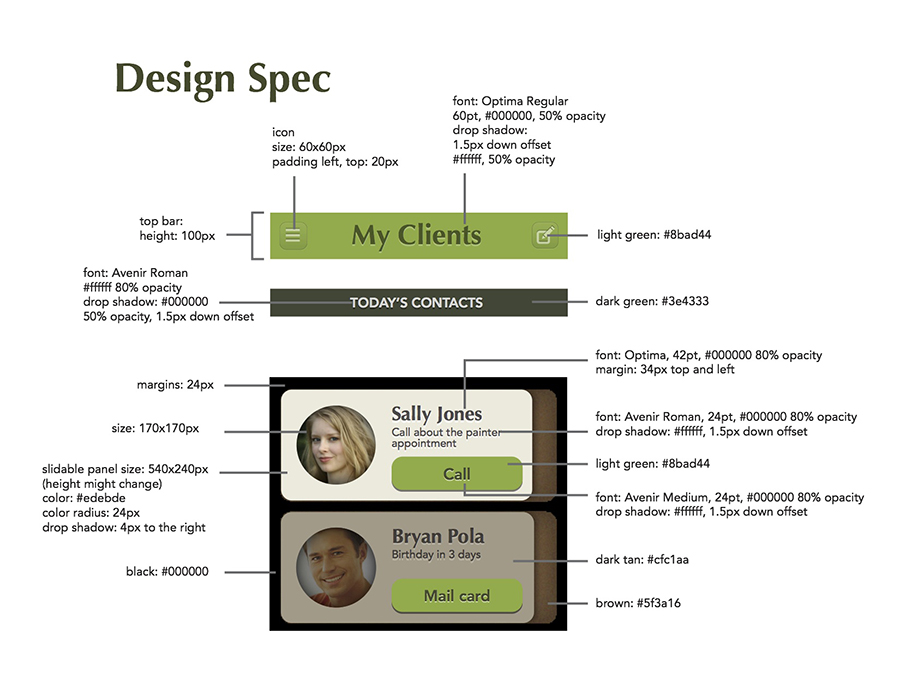 Design Spec
font: Optima Regular
60pt, #000000, 50% opacity
drop shadow:
1.5px down offset
#ffffff, 50% opacity
icon
size: 60x60px
padding left, top: 20px
top bar:
height: 100px
My Clients
light green: #8bad44
font: Avenir Roman
#ffffff 80% opacity
drop shadow: #000000
50% opacity, 1.5px down offset
TODAY'S CONTACTS
dark green: #3e4333
font: Optima, 42pt, #000000 80% opacity
margin: 34px top and left
margins: 24px
Sally Jones
Call about the painter
appointment
Call
size: 170x170px
font: Avenir Roman, 24pt, #000000 80% opacity
drop shadow: #ffffff, 1.5px down offset
light green: #8bad44
slidable panel size: 540x240px
(height might change)
color: #edebde
color radius: 24px
drop shadow: 4px to the right
font: Avenir Medium, 24pt, #000000 80% opacity
drop shadow: #ffffff, 1.5px down offset
Bryan Pola
Birthday in 3 days
Mail card
black: #000000
dark tan: #cfc1aa
brown: #5f3a16